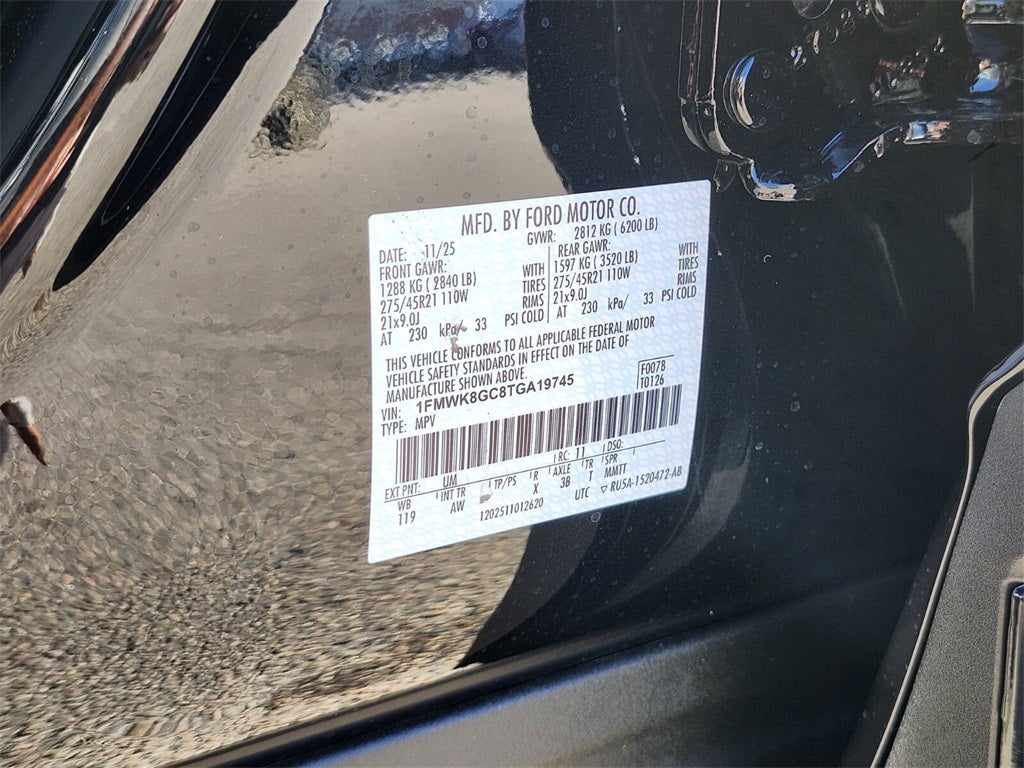 MFD. BY FORD MOTOR CO.
DATE: 11/25 GVWR: 2812 KG ( 6200 LB)
FRONT GAWR: REAR GAWR:
1288 KG ( 2840 LB) WITH 1597 KG ( 3520 LB) WITH
275/45R21 110W TIRES 275/45R21 110W TIRES
21x9.0J RIMS 21x9.0J RIMS
AT 230 kPa/ 33 PSI COLD AT 230 kPa/ 33 PSI COLD
THIS VEHICLE CONFORMS TO ALL APPLICABLE FEDERAL MOTOR
VEHICLE SAFETY STANDARDS IN EFFECT ON THE DATE OF
MANUFACTURE SHOWN ABOVE.
F0078
VIN: 1FMWK8GC8TGA19745 T0126
TYPE: MPV
RC: 11 DSO:
EXT PNT: UM
WB INT TR TP/PS R AXLE TR SPR
119 AW X 3B T MMTT
UTC ▽ RU5A-1520472-AB
1202511012620